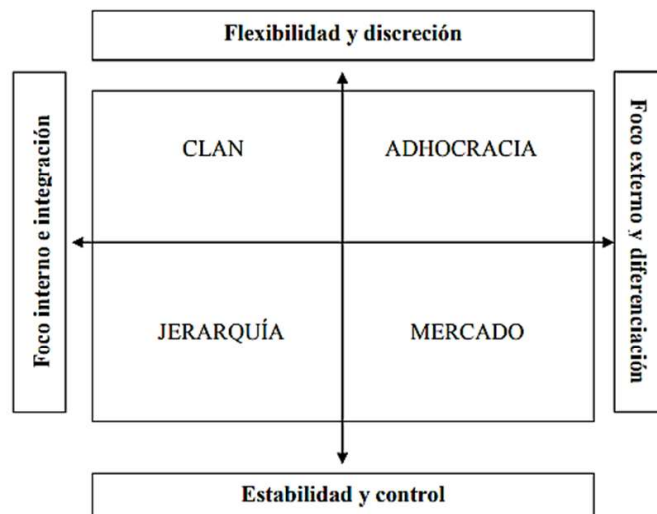 Flexibilidad y discreción
Foco interno e integración
CLAN
ADHOCRACIA
Foco externo y diferenciación
JERARQUÍA
MERCADO
Estabilidad y control